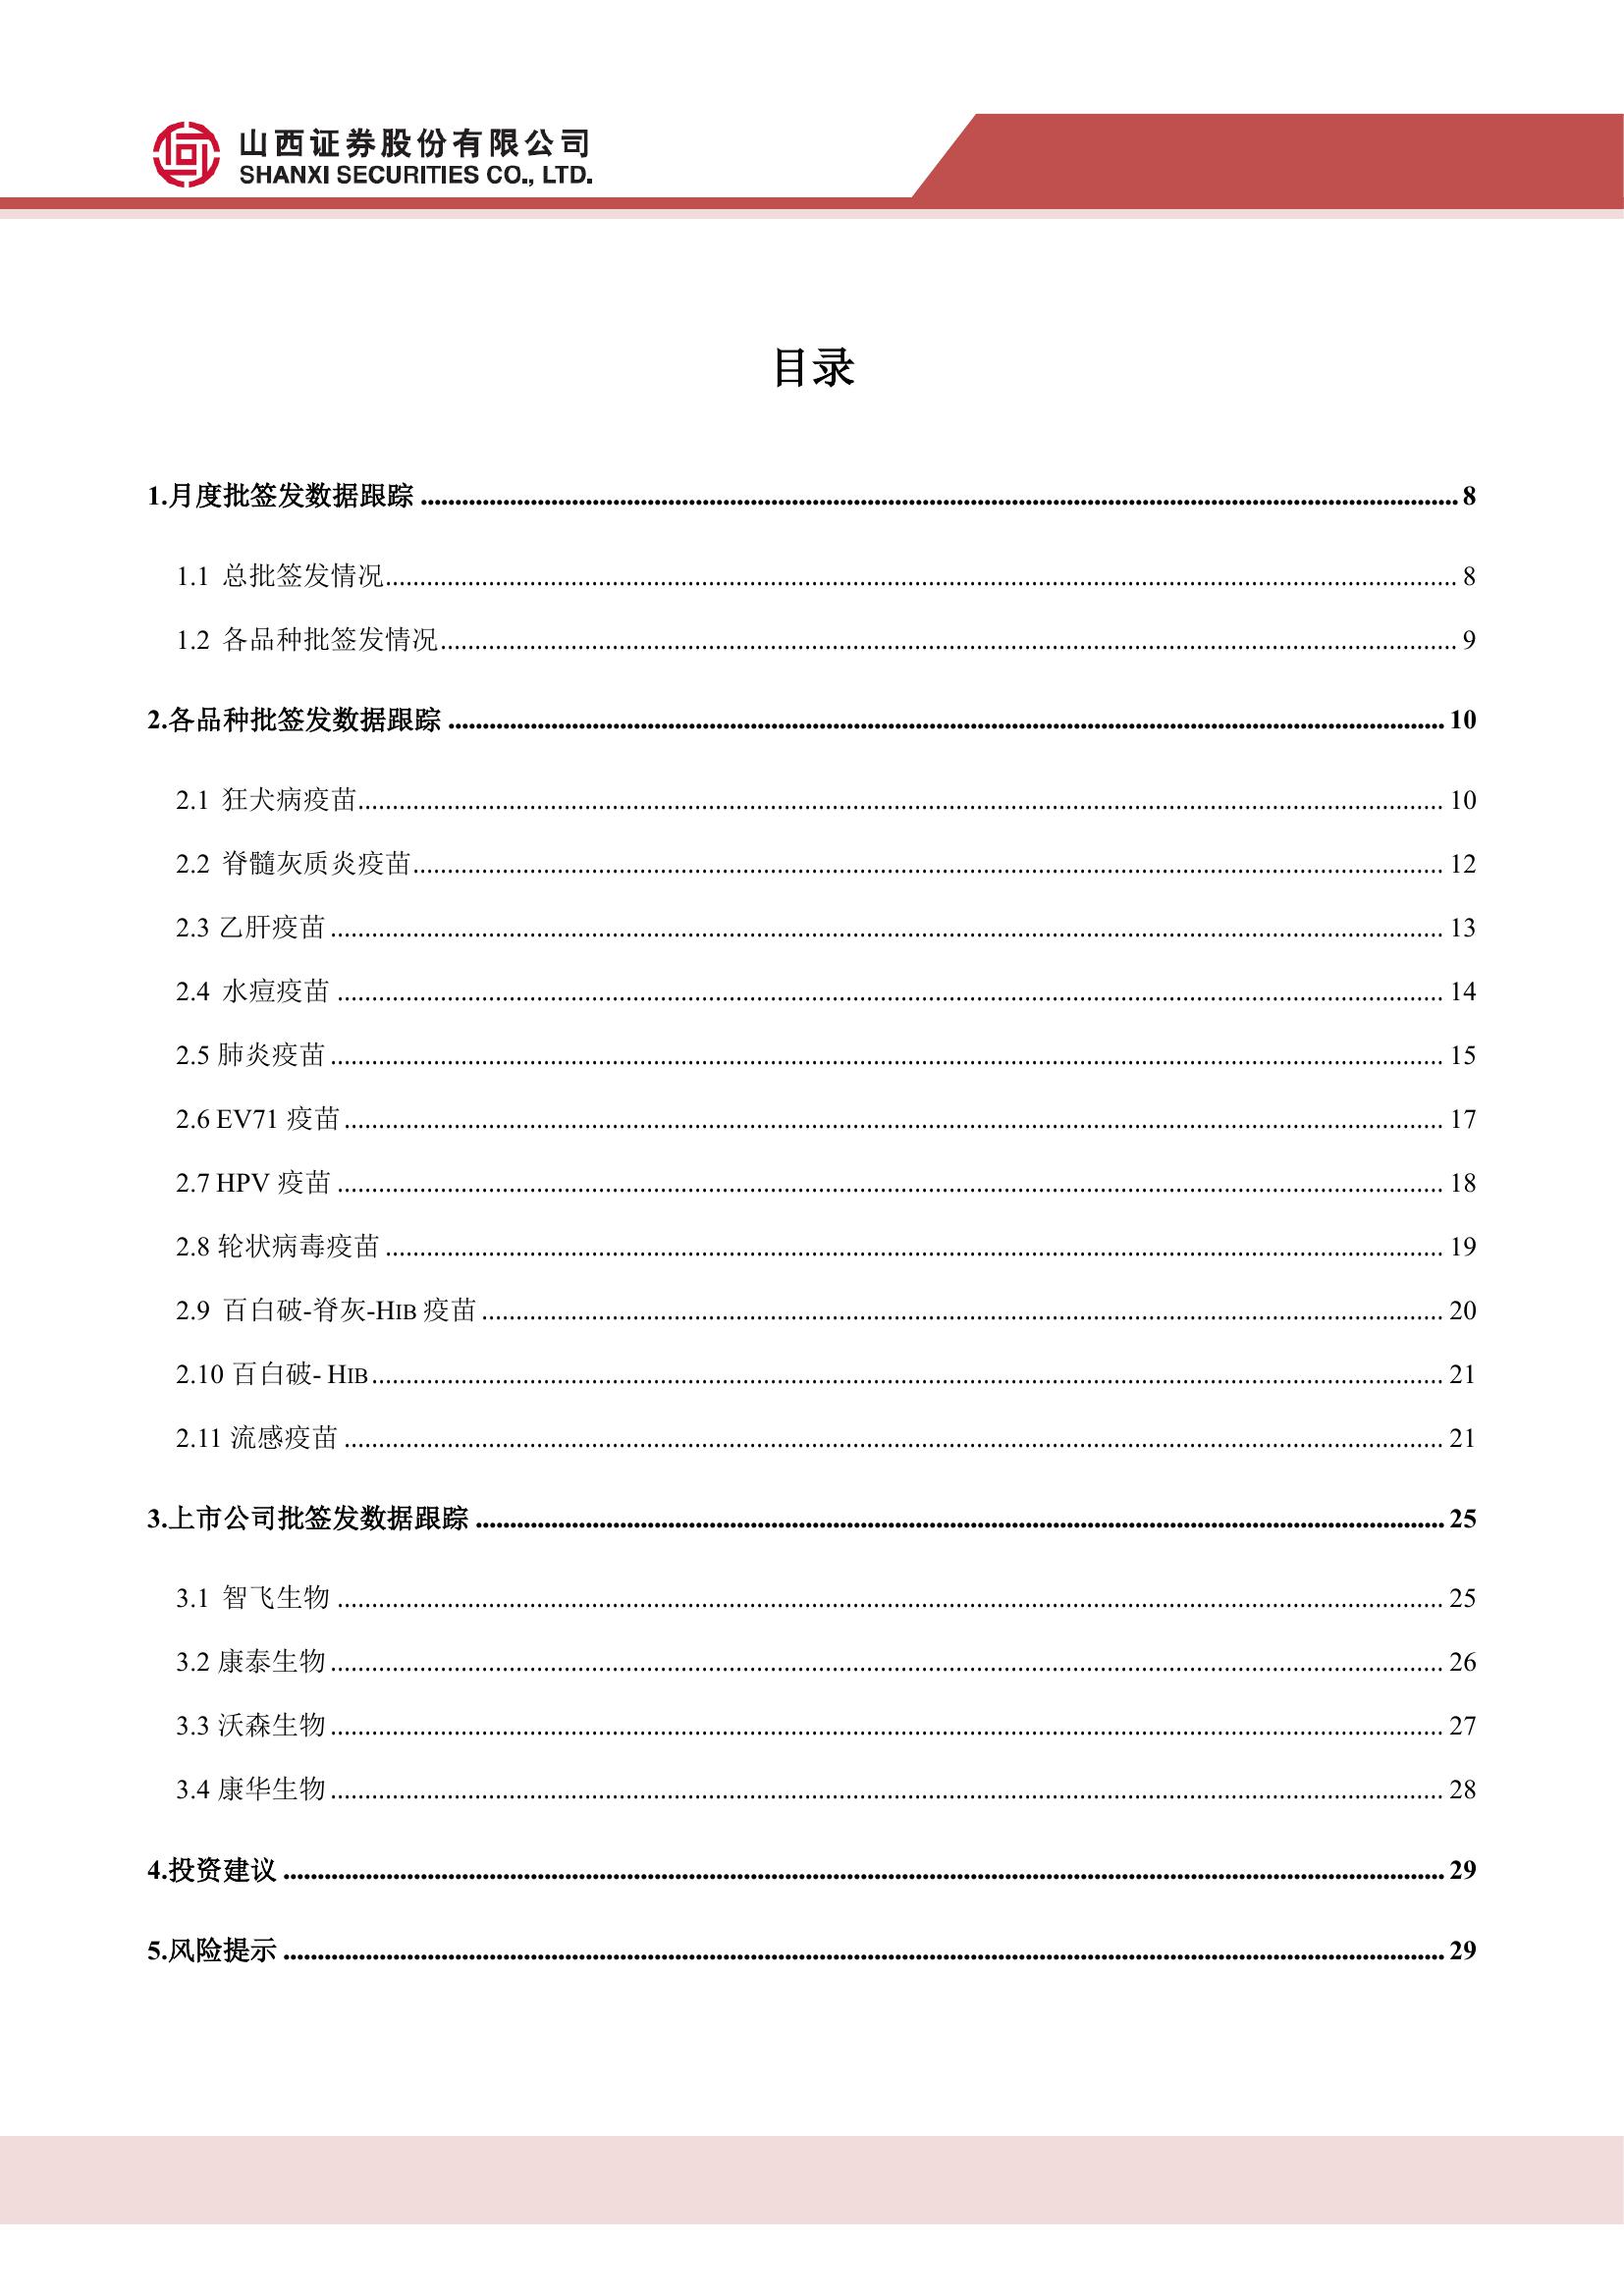 山西证券股份有限公司
SHANXI SECURITIES CO., LTD.
目录
1.月度批签发数据跟踪 ........ 8
1.1 总批签发情况 ........ 8
1.2 各品种批签发情况 ........ 9
2.各品种批签发数据跟踪 ........ 10
2.1 狂犬病疫苗 ........ 10
2.2 脊髓灰质炎疫苗 ........ 12
2.3 乙肝疫苗 ........ 13
2.4 水痘疫苗 ........ 14
2.5 肺炎疫苗 ........ 15
2.6 EV71 疫苗 ........ 17
2.7 HPV 疫苗 ........ 18
2.8 轮状病毒疫苗 ........ 19
2.9 百白破-脊灰-HIB 疫苗 ........ 20
2.10 百白破- HIB ........ 21
2.11 流感疫苗 ........ 21
3.上市公司批签发数据跟踪 ........ 25
3.1 智飞生物 ........ 25
3.2 康泰生物 ........ 26
3.3 沃森生物 ........ 27
3.4 康华生物 ........ 28
4.投资建议 ........ 29
5.风险提示 ........ 29